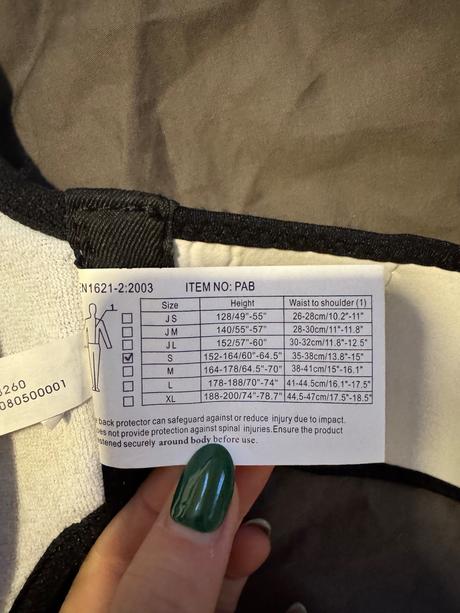 EN1621-2:2003 ITEM NO: PAB
Size Height Waist to shoulder (1)
JS 128/49"-55" 26-28cm/10.2"-11"
JM 140/55"-57" 28-30cm/11"-11.8"
JL 152/57"-60" 30-32cm/11.8"-12.5"
S 152-164/60"-64.5" 35-38cm/13.8"-15"
M 164-178/64.5"-70" 38-41cm/15"-16.1"
L 178-188/70"-74" 41-44.5cm/16.1"-17.5"
XL 188-200/74"-78.7" 44.5-47cm/17.5"-18.5"
back protector can safeguard against or reduce injury due to impact.
not provide protection against spinal injuries.Ensure the product
securely around body before use.
3260
080500001
1